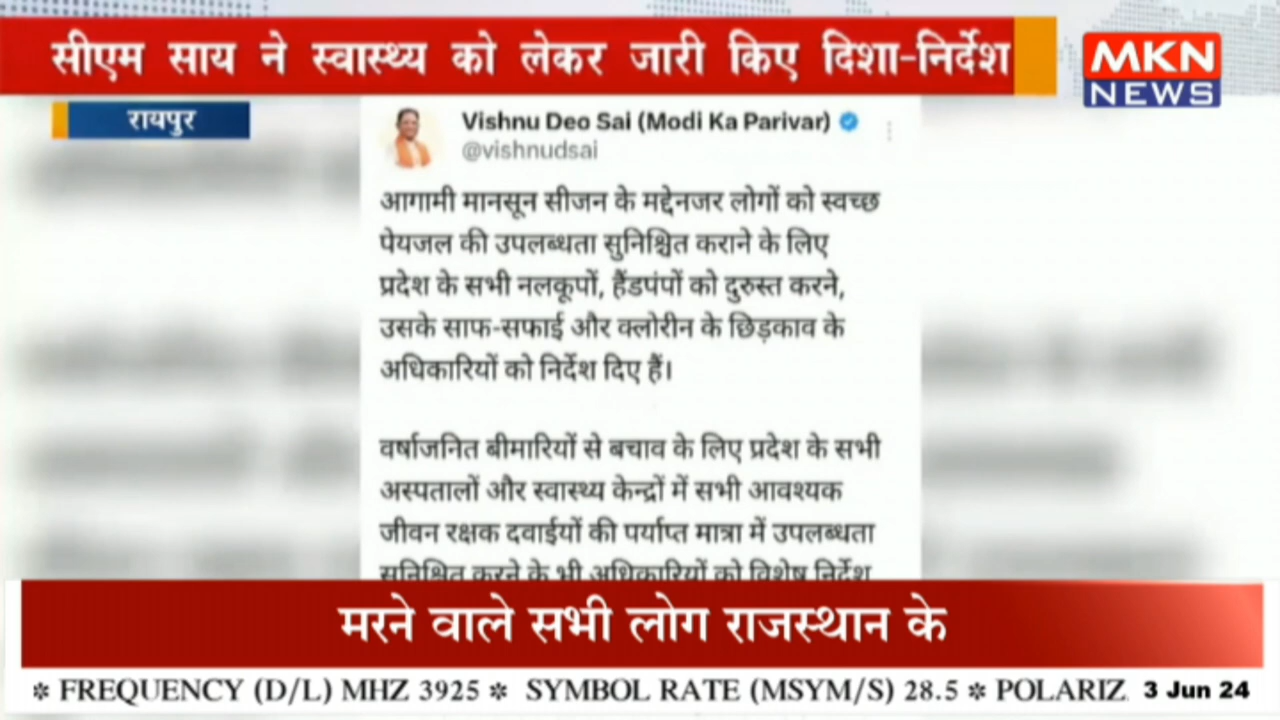 सीएम साय ने स्वास्थ्य को लेकर जारी किए दिशा-निर्देश
MKN
NEWS
रायपुर
Vishnu Deo Sai (Modi Ka Parivar)
@vishnudsai
आगामी मानसून सीजन के मद्देनजर लोगों को स्वच्छ
पेयजल की उपलब्धता सुनिश्चित कराने के लिए
प्रदेश के सभी नलकूपों, हैंडपंपों को दुरुस्त करने,
उसके साफ-सफाई और क्लोरीन के छिड़काव के
अधिकारियों को निर्देश दिए हैं।
वर्षाजनित बीमारियों से बचाव के लिए प्रदेश के सभी
अस्पतालों और स्वास्थ्य केन्द्रों में सभी आवश्यक
जीवन रक्षक दवाईयों की पर्याप्त मात्रा में उपलब्धता
सुनिश्चित करने के भी अधिकारियों को विशेष निर्देश
मरने वाले सभी लोग राजस्थान के
❊ FREQUENCY (D/L) MHZ 3925 ❊ SYMBOL RATE (MSYM/S) 28.5 ❊ POLARIZ 3 Jun 24